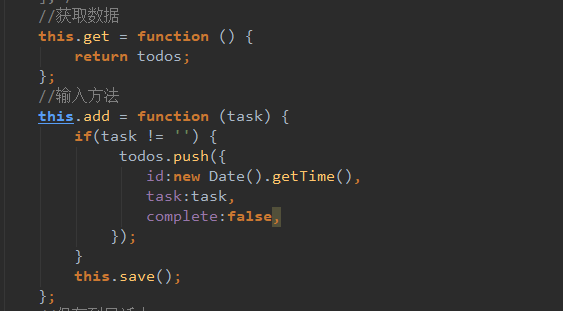 //获取数据
this.get = function () {
return todos;
};
//输入方法
this.add = function (task) {
if(task != '') {
todos.push({
id:new Date().getTime(),
task:task,
complete:false,
});
}
this.save();
};